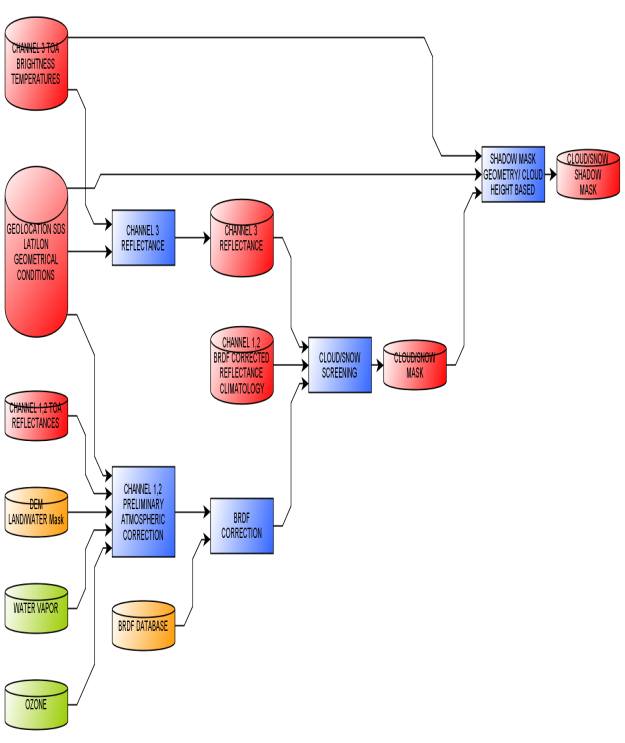 CHANNEL 3 TOA
BRIGHTNESS
TEMPERATURES
SHADOW MASK
GEOMETRY/ CLOUD
HEIGHT BASED
CLOUD/SNOW
SHADOW
MASK
GEOLOCATION SDS
LAT/LON
GEOMETRICAL
CONDITIONS
CHANNEL 3
REFLECTANCE
CHANNEL 3
REFLECTANCE
CHANNEL 1,2
BRDF CORRECTED
REFLECTANCE
CLIMATOLOGY
CLOUD/SNOW
SCREENING
CLOUD/SNOW
MASK
CHANNEL 1,2 TOA
REFLECTANCES
DEM
LAND/WATER Mask
CHANNEL 1,2
PRELIMINARY
ATMOSPHERIC
CORRECTION
BRDF
CORRECTION
WATER VAPOR
BRDF DATABASE
OZONE